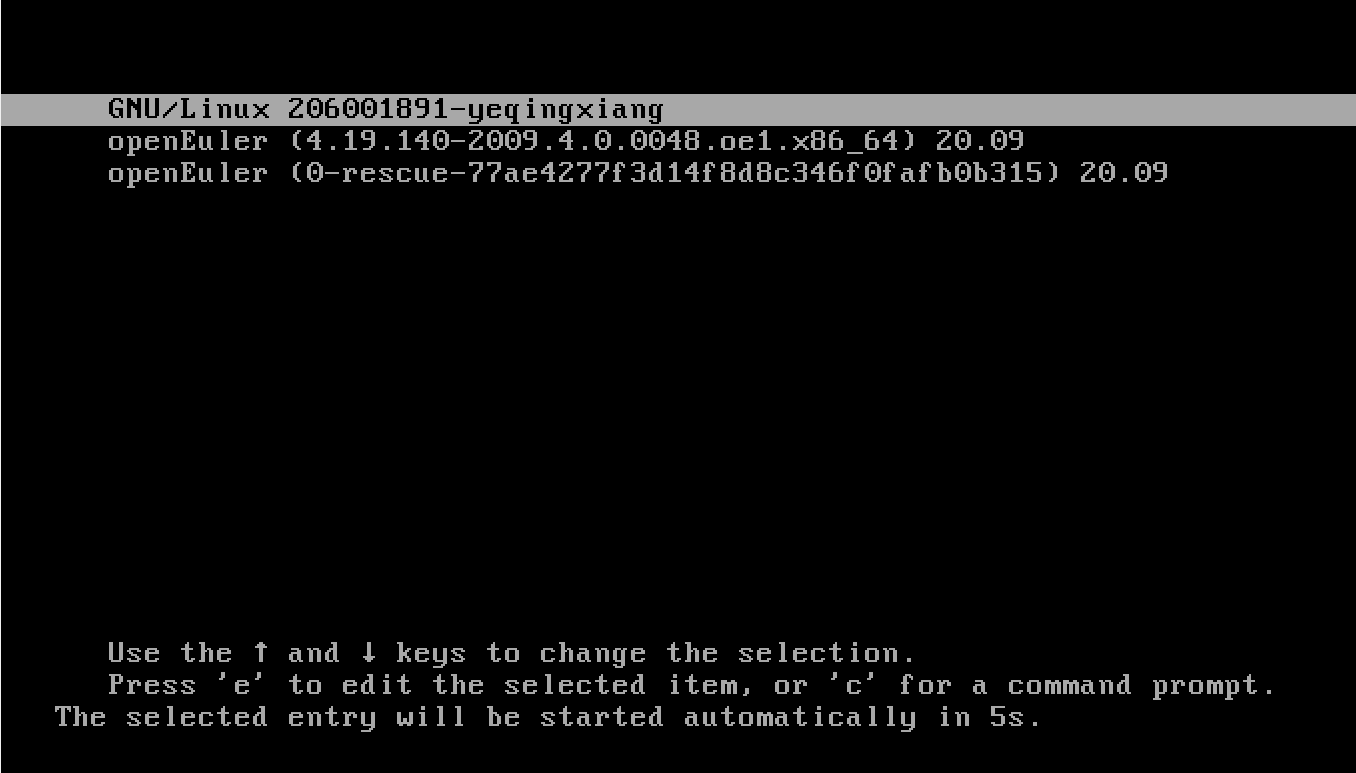 GNU/Linux 206001891-yeqingxiang
openEuler (4.19.140-2009.4.0.0048.oe1.x86_64) 20.09
openEuler (0-rescue-77ae4277f3d14f8d8c346f0fafb0b315) 20.09
Use the ↑ and ↓ keys to change the selection.
Press 'e' to edit the selected item, or 'c' for a command prompt.
The selected entry will be started automatically in 5s.